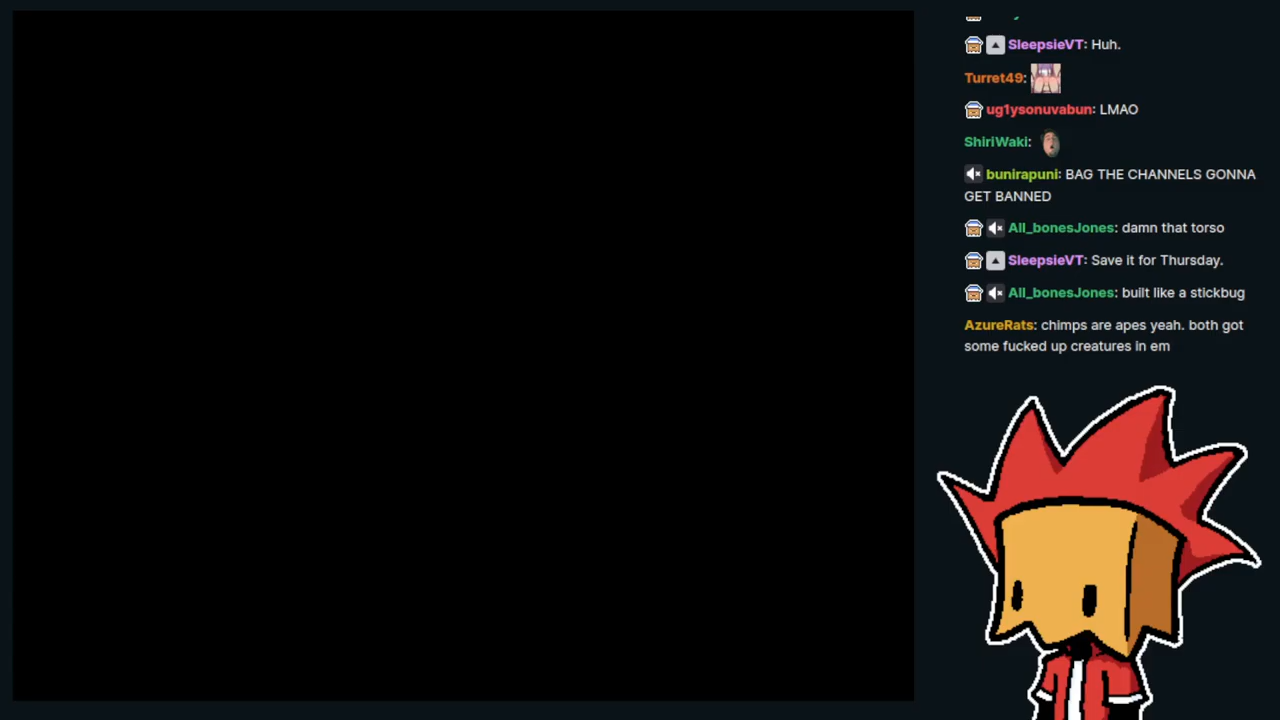 SleepsieVT: Huh.
Turret49:
ug1ysonuvabun: LMAO
ShiriWaki:
bunirapuni: BAG THE CHANNELS GONNA
GET BANNED
All_bonesJones: damn that torso
SleepsieVT: Save it for Thursday.
All_bonesJones: built like a stickbug
AzureRats: chimps are apes yeah. both got
some fucked up creatures in em